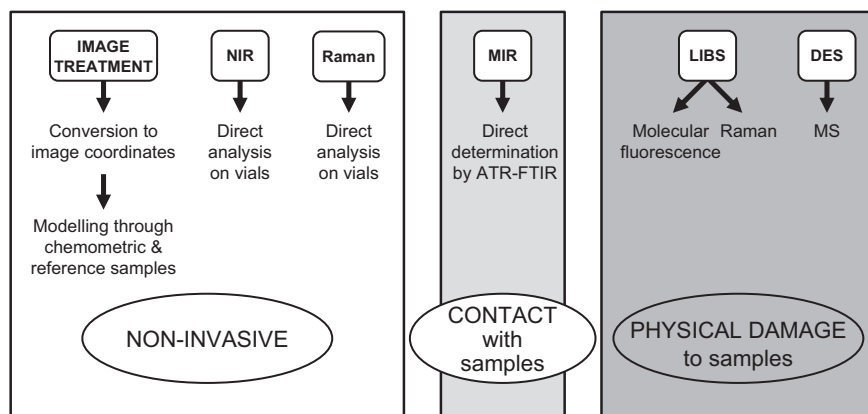 IMAGE
TREATMENT
Conversion to
image coordinates
Modelling through
chemometric &
reference samples
NIR
Direct
analysis
on vials
Raman
Direct
analysis
on vials
NON-INVASIVE
MIR
Direct
determination
by ATR-FTIR
CONTACT
with
samples
LIBS
Molecular
fluorescence
Raman
DES
MS
PHYSICAL DAMAGE
to samples